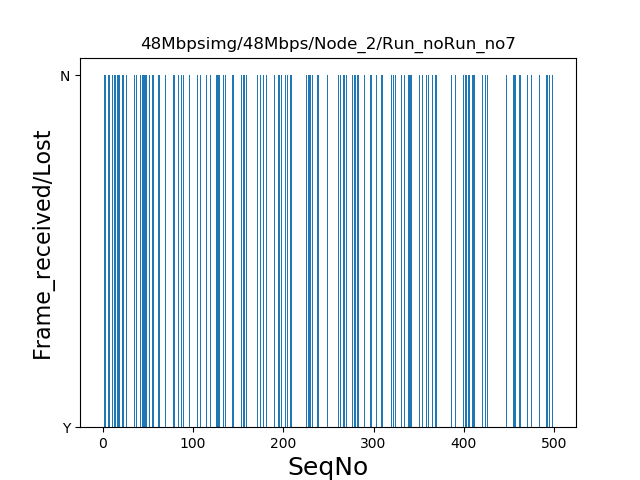 48Mbpsimg/48Mbps/Node_2/Run_noRun_no7
N
Frame_received/Lost
Y
0 100 200 300 400 500
SeqNo